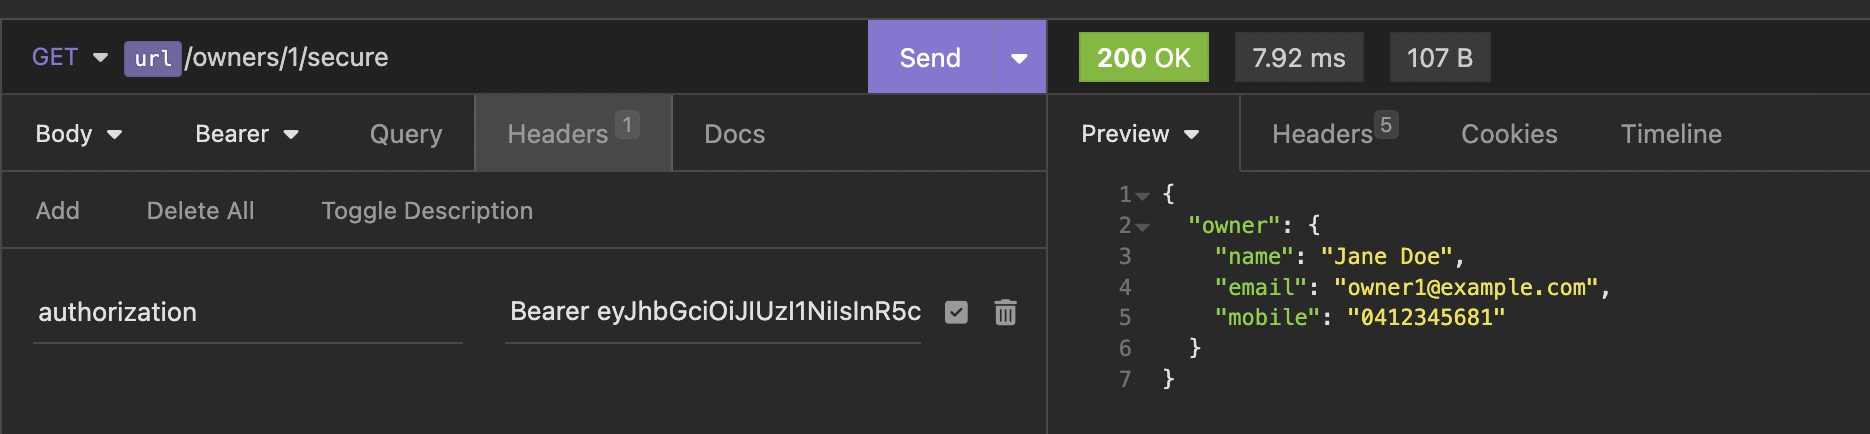 GET url/owners/1/secure Send 200 OK 7.92 ms 107 B
Body Bearer Query Headers 1 Docs Preview Headers 5 Cookies Timeline
Add Delete All Toggle Description
authorization Bearer eyJhbGciOiJIUzI1NiIsInR5c
1 {
2 "owner": {
3 "name": "Jane Doe",
4 "email": "owner1@example.com",
5 "mobile": "0412345681"
6 }
7 }